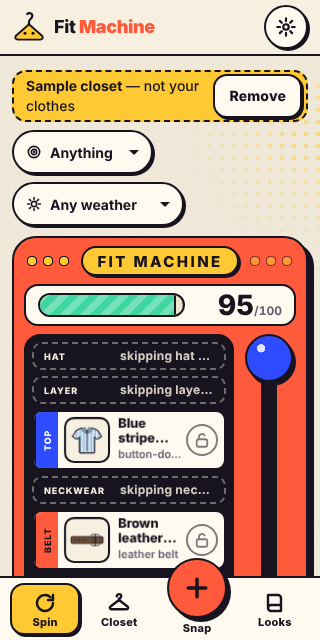 Fit Machine
Sample closet — not your
clothes
Remove
Anything
Any weather
FIT MACHINE
95/100
HAT skipping hat ...
LAYER skipping laye...
TOP
Blue
stripe...
button-do...
NECKWEAR skipping nec...
BELT
Brown
leather...
leather belt
Spin
Closet
Snap
Looks